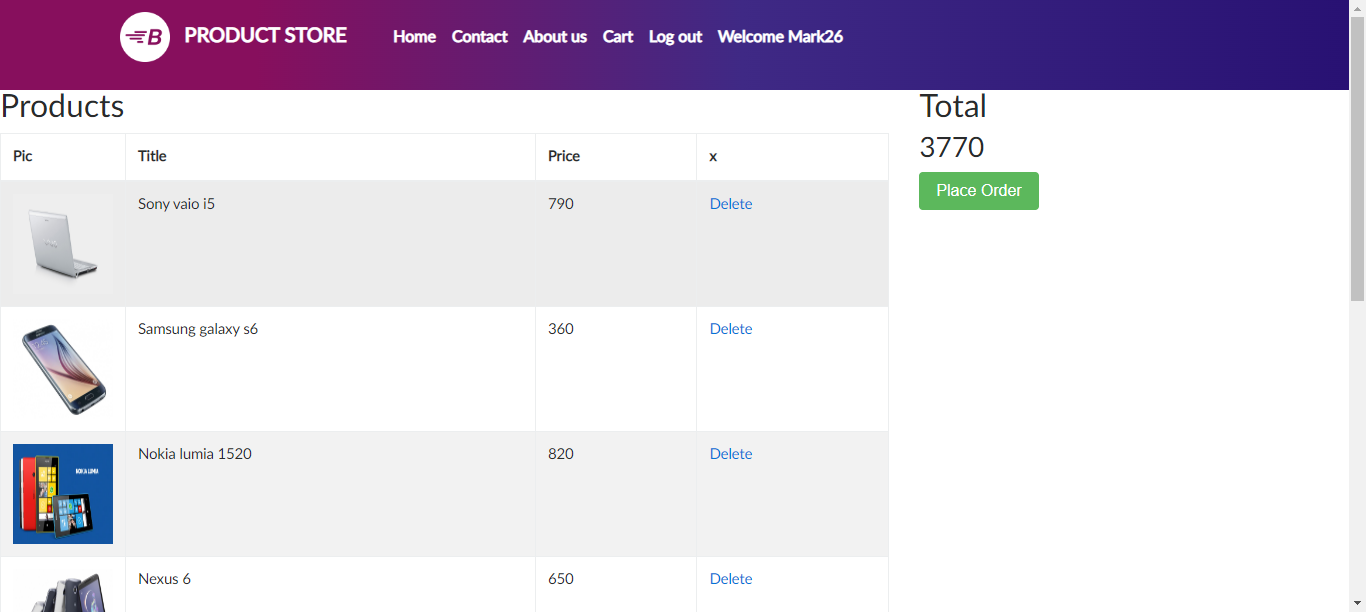 B PRODUCT STORE Home Contact About us Cart Log out Welcome Mark26
Products
Total
3770
Place Order
Pic Title Price x
Sony vaio i5 790 Delete
Samsung galaxy s6 360 Delete
Nokia lumia 1520 820 Delete
NOKIA LUMIA
Nexus 6 650 Delete